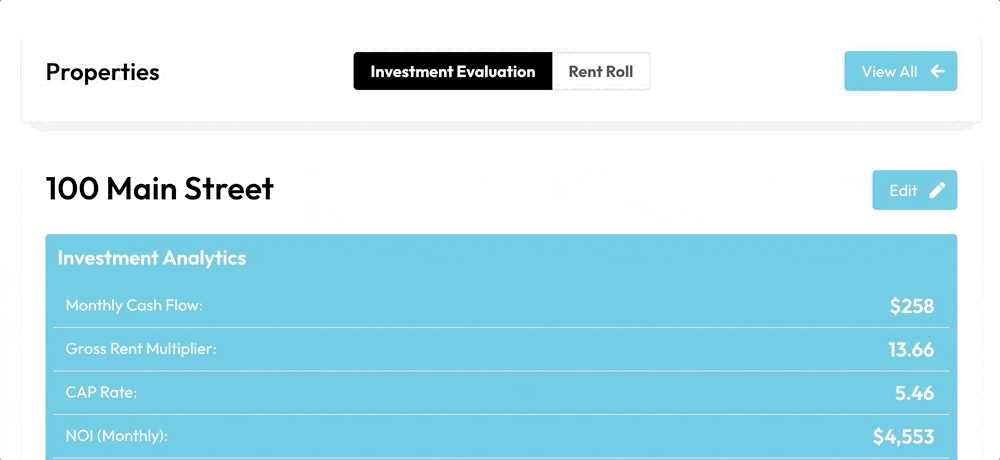 Properties
Investment Evaluation
Rent Roll
View All
100 Main Street
Edit
Investment Analytics
Monthly Cash Flow: $258
Gross Rent Multiplier: 13.66
CAP Rate: 5.46
NOI (Monthly): $4,553